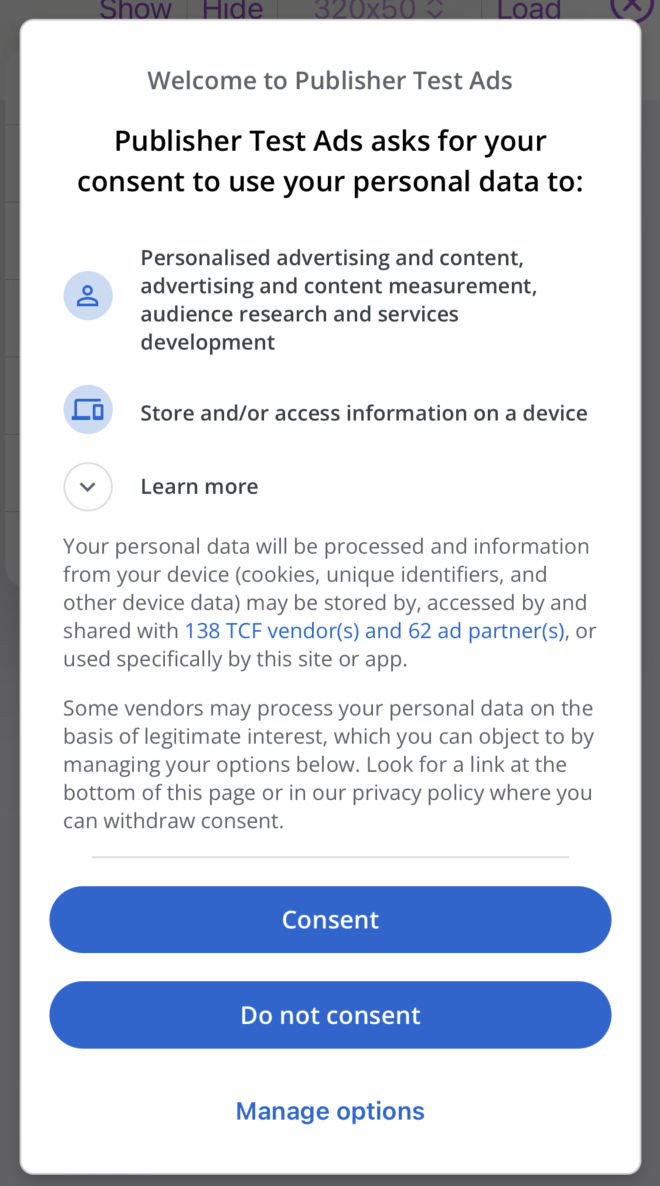 Show Hide 320x50 Load
Welcome to Publisher Test Ads
Publisher Test Ads asks for your
consent to use your personal data to:
Personalised advertising and content,
advertising and content measurement,
audience research and services
development
Store and/or access information on a device
Learn more
Your personal data will be processed and information
from your device (cookies, unique identifiers, and
other device data) may be stored by, accessed by and
shared with 138 TCF vendor(s) and 62 ad partner(s), or
used specifically by this site or app.
Some vendors may process your personal data on the
basis of legitimate interest, which you can object to by
managing your options below. Look for a link at the
bottom of this page or in our privacy policy where you
can withdraw consent.
Consent
Do not consent
Manage options